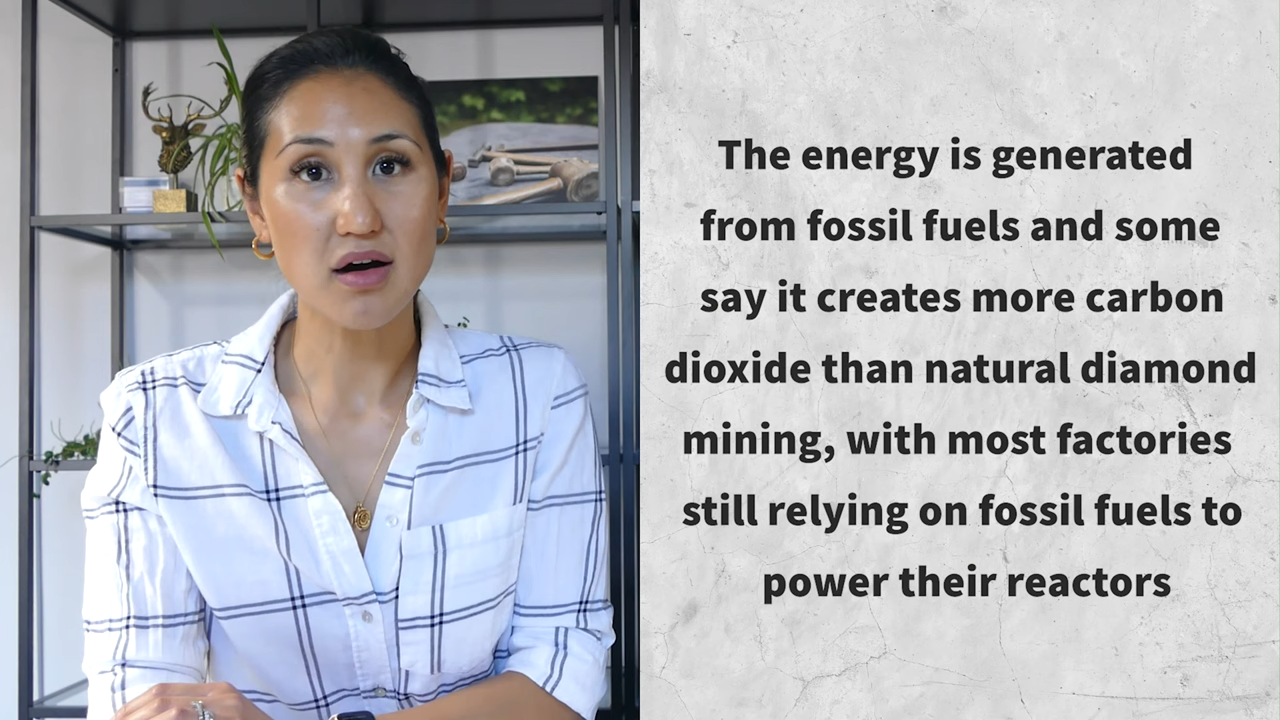 The energy is generated
from fossil fuels and some
say it creates more carbon
dioxide than natural diamond
mining, with most factories
still relying on fossil fuels to
power their reactors